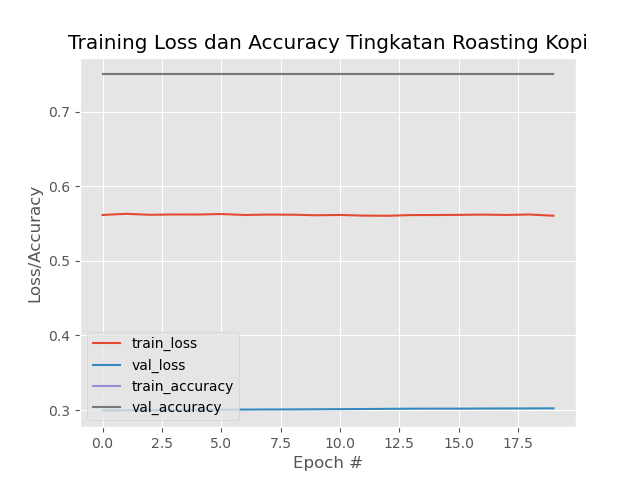 Training Loss dan Accuracy Tingkatan Roasting Kopi
0.7
0.6
0.5
0.4
0.3
Loss/Accuracy
train_loss
val_loss
train_accuracy
val_accuracy
0.0 2.5 5.0 7.5 10.0 12.5 15.0 17.5
Epoch #